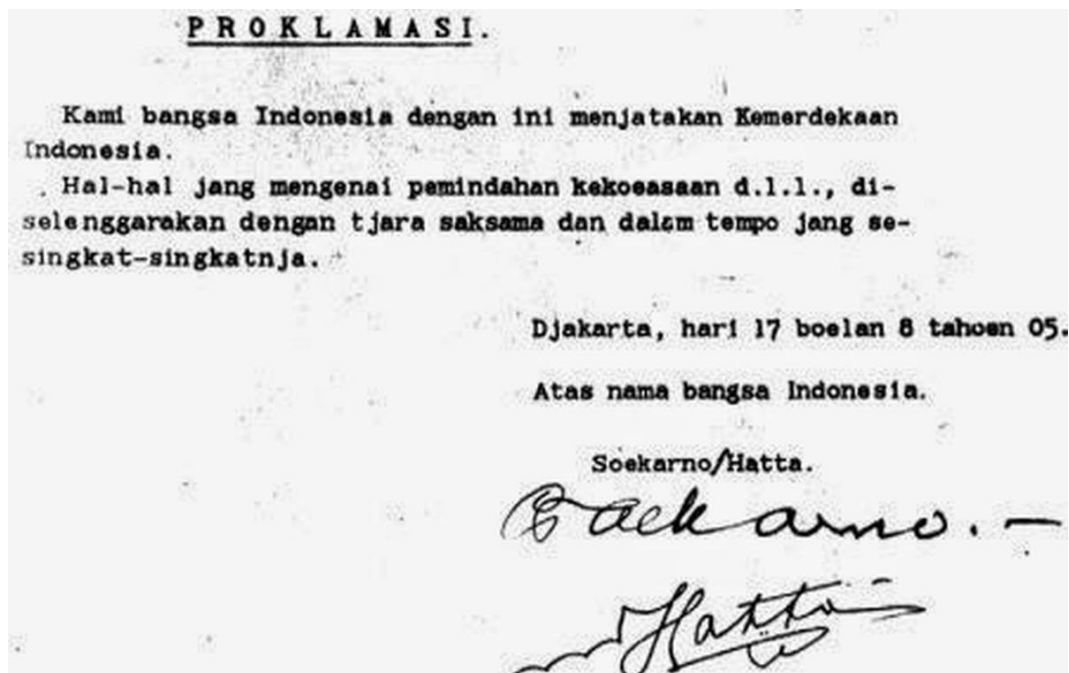 PROKLAMASI.
Kami bangsa Indonesia dengan ini menjatakan Kemerdekaan
Indonesia.
Hal-hal jang mengenai pemindahan kekoeasaan d.l.l., di-
selenggarakan dengan tjara saksama dan dalam tempo jang se-
singkat-singkatnja.
Djakarta, hari 17 boelan 8 tahoen 05.
Atas nama bangsa Indonesia.
Soekarno/Hatta.
Soekarno.-
Hatta